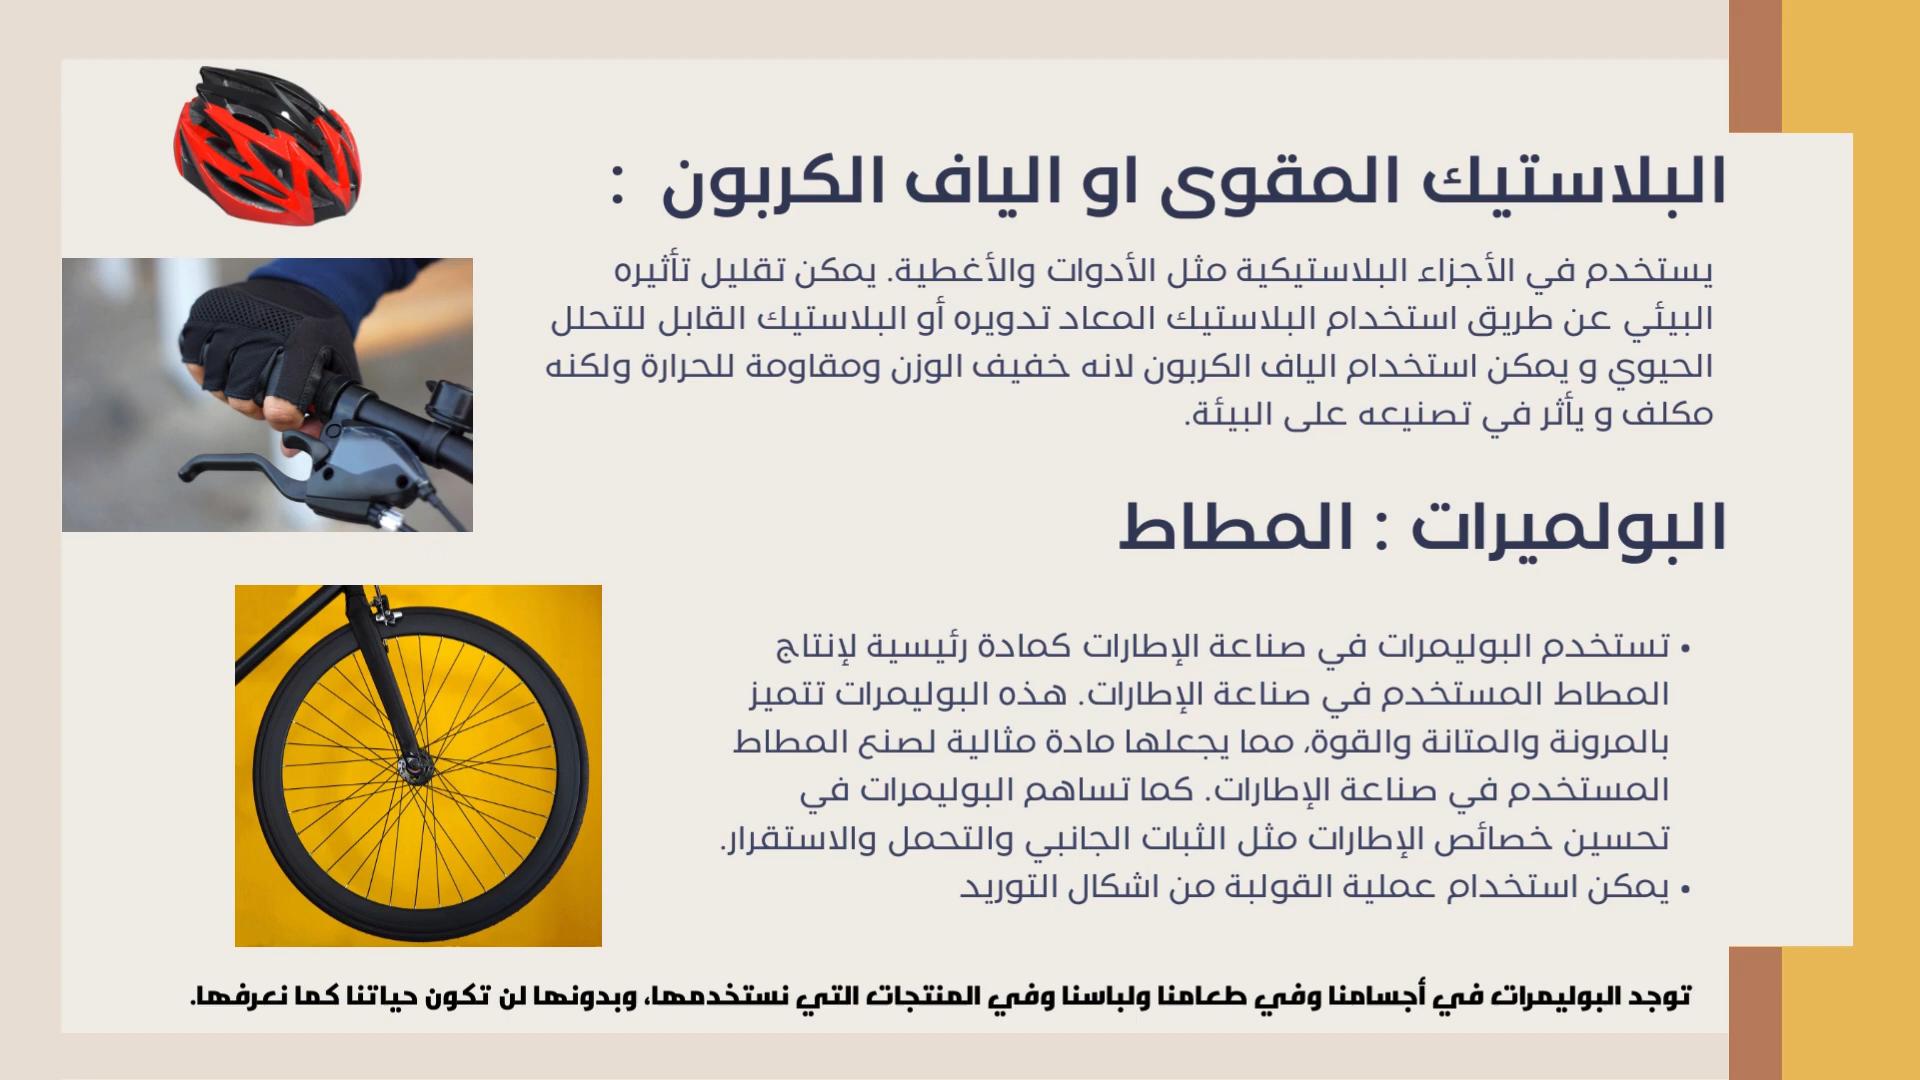 البلاستيك المقوى او الياف الكربون :
يستخدم في الأجزاء البلاستيكية مثل الأدوات والأغطية. يمكن تقليل تأثيره
البيئي عن طريق استخدام البلاستيك المعاد تدويره أو البلاستيك القابل للتحلل
الحيوي و يمكن استخدام الياف الكربون لانه خفيف الوزن ومقاومة للحرارة ولكنه
مكلف و يأثر في تصنيعه على البيئة.
البولميرات : المطاط
• تستخدم البوليمرات في صناعة الإطارات كمادة رئيسية لإنتاج
المطاط المستخدم في صناعة الإطارات. هذه البوليمرات تتميز
بالمرونة والمتانة والقوة، مما يجعلها مادة مثالية لصنع المطاط
المستخدم في صناعة الإطارات. كما تساهم البوليمرات في
تحسين خصائص الإطارات مثل الثبات الجانبي والتحمل والاستقرار.
• يمكن استخدام عملية القولبة من اشكال التوريد
توجد البوليمرات في أجسامنا وفي طعامنا ولباسنا وفي المنتجات التي نستخدمها، وبدونها لن تكون حياتنا كما نعرفها.